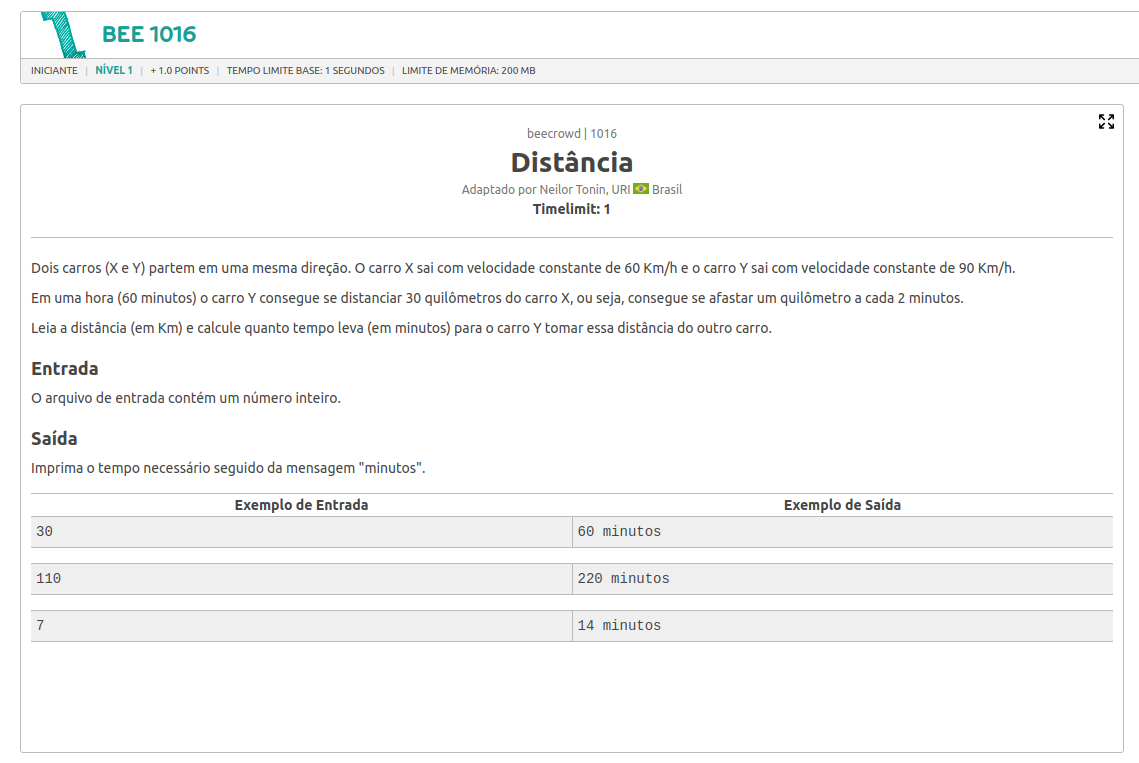 BEE 1016
INICIANTE | NÍVEL 1 | + 1.0 POINTS | TEMPO LIMITE BASE: 1 SEGUNDOS | LIMITE DE MEMÓRIA: 200 MB
beecrowd | 1016
Distância
Adaptado por Neilor Tonin, URI Brasil
Timelimit: 1
Dois carros (X e Y) partem em uma mesma direção. O carro X sai com velocidade constante de 60 Km/h e o carro Y sai com velocidade constante de 90 Km/h.
Em uma hora (60 minutos) o carro Y consegue se distanciar 30 quilômetros do carro X, ou seja, consegue se afastar um quilômetro a cada 2 minutos.
Leia a distância (em Km) e calcule quanto tempo leva (em minutos) para o carro Y tomar essa distância do outro carro.
Entrada
O arquivo de entrada contém um número inteiro.
Saída
Imprima o tempo necessário seguido da mensagem "minutos".
Exemplo de Entrada Exemplo de Saída
30 60 minutos
110 220 minutos
7 14 minutos